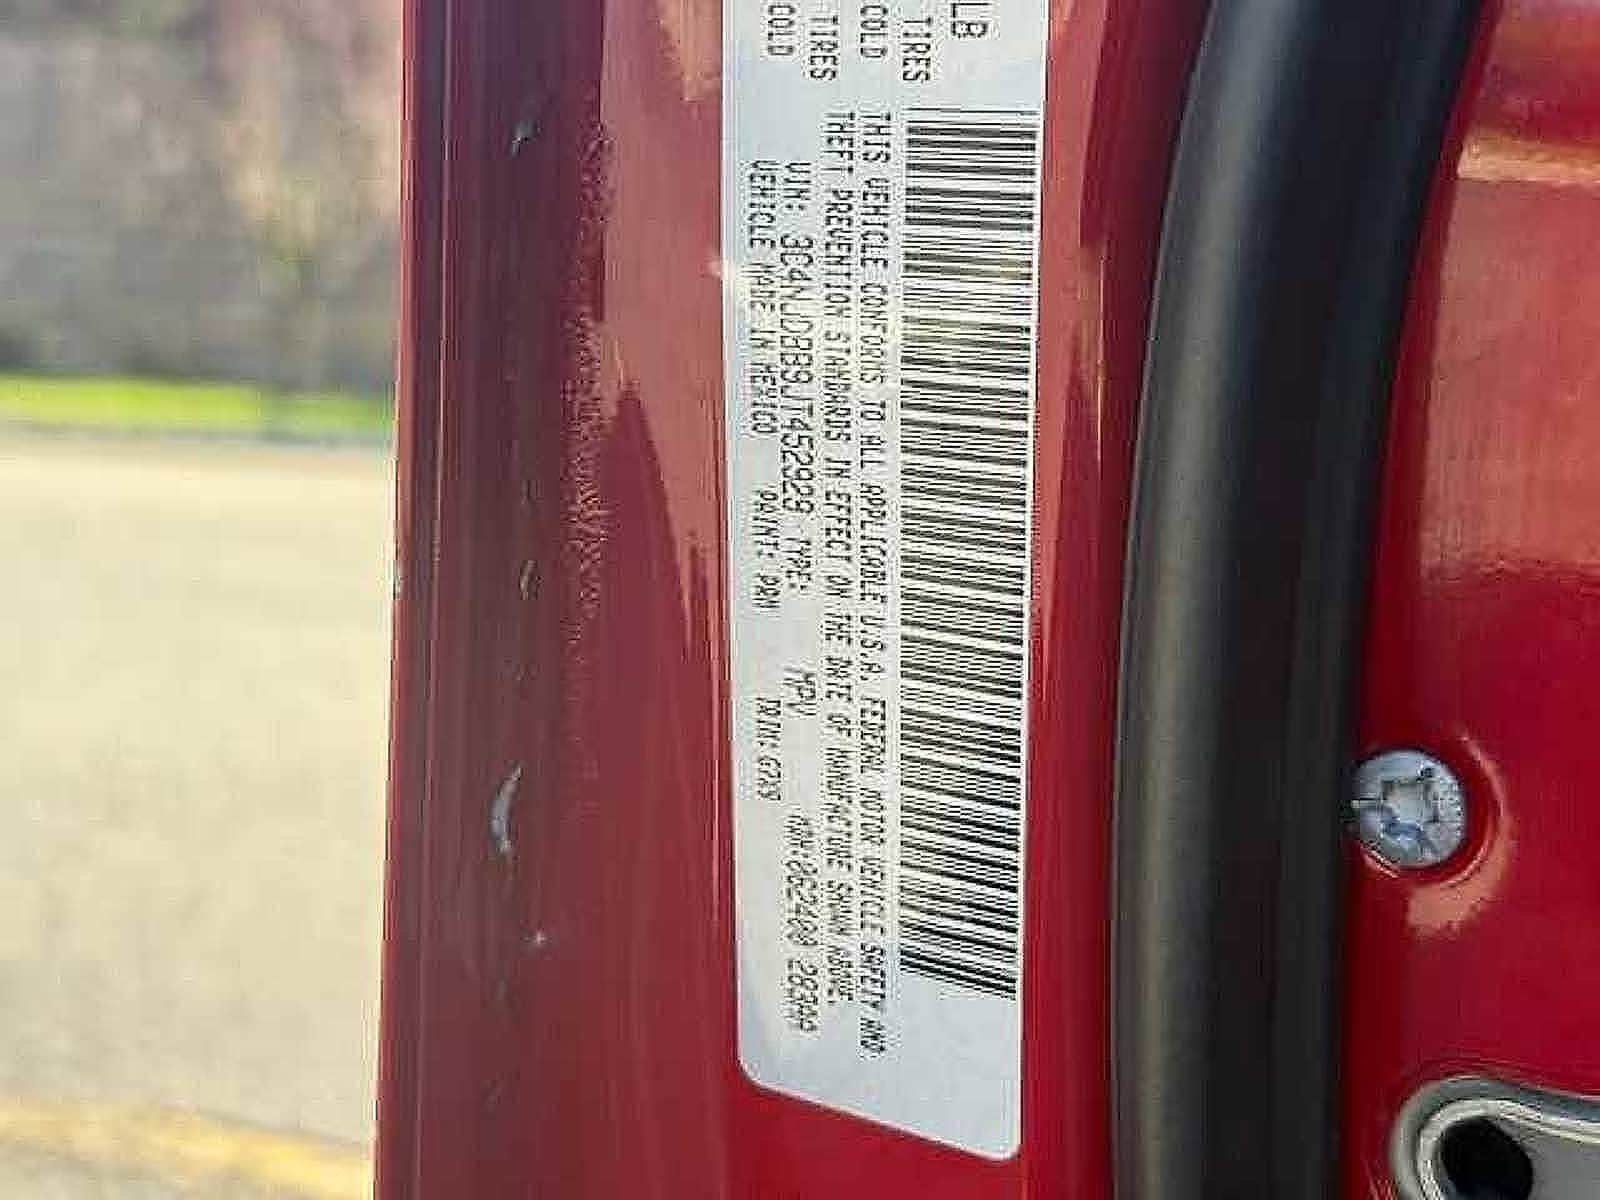 LB
TIRES
COLD
TIRES
COLD
THIS VEHICLE CONFORMS TO ALL APPLICABLE U.S.A. FEDERAL MOTOR VEHICLE SAFETY AND
THEFT PREVENTION STANDARDS IN EFFECT ON THE DATE OF MANUFACTURE SHOWN ABOVE.
VIN: 3C4NJDBB9JT452929 TYPE: MPV
VEHICLE MADE IN MEXICO PAINT: PRM TRIM: